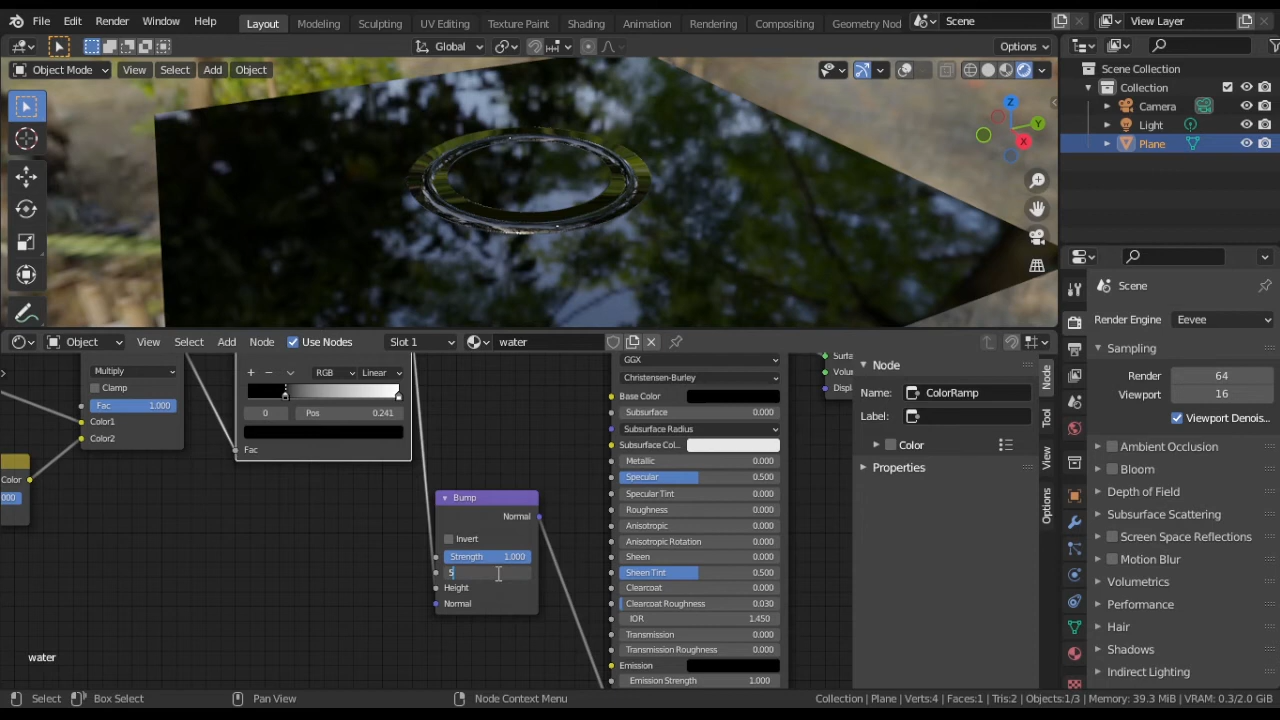 File Edit Render Window Help Layout Modeling Sculpting UV Editing Texture Paint Shading Animation Rendering Compositing Geometry Nod Scene View Layer
Global Options
Object Mode View Select Add Object
Scene Collection
Collection
Camera
Light
Plane
Z
Y
X
Scene
Render Engine Eevee
Sampling
Render 64
Viewport 16
Viewport Denois...
Ambient Occlusion
Bloom
Depth of Field
Subsurface Scattering
Screen Space Reflections
Motion Blur
Volumetrics
Performance
Hair
Shadows
Indirect Lighting
Object View Select Add Node Use Nodes Slot 1 water
Multiply
Clamp
Fac 1.000
Color1
Color2
Color
000
RGB Linear
0 Pos 0.241
Fac
Bump
Normal
Invert
Strength 1.000
5
Height
Normal
GGX
Christensen-Burley
Base Color
Subsurface 0.000
Subsurface Radius
Subsurface Col...
Metallic 0.000
Specular 0.500
Specular Tint 0.000
Roughness 0.000
Anisotropic 0.000
Anisotropic Rotation 0.000
Sheen 0.000
Sheen Tint 0.500
Clearcoat 0.000
Clearcoat Roughness 0.030
IOR 1.450
Transmission 0.000
Transmission Roughness 0.000
Emission
Emission Strength 1.000
Surfa
Volum
Displ
Node
Name: ColorRamp
Label:
Color
Properties
Node
Tool
View
Options
water
Select Box Select Pan View Node Context Menu Collection | Plane | Verts:4 | Faces:1 | Tris:2 | Objects:1/3 | Memory: 39.3 MiB | VRAM: 0.3/2.0 GiB